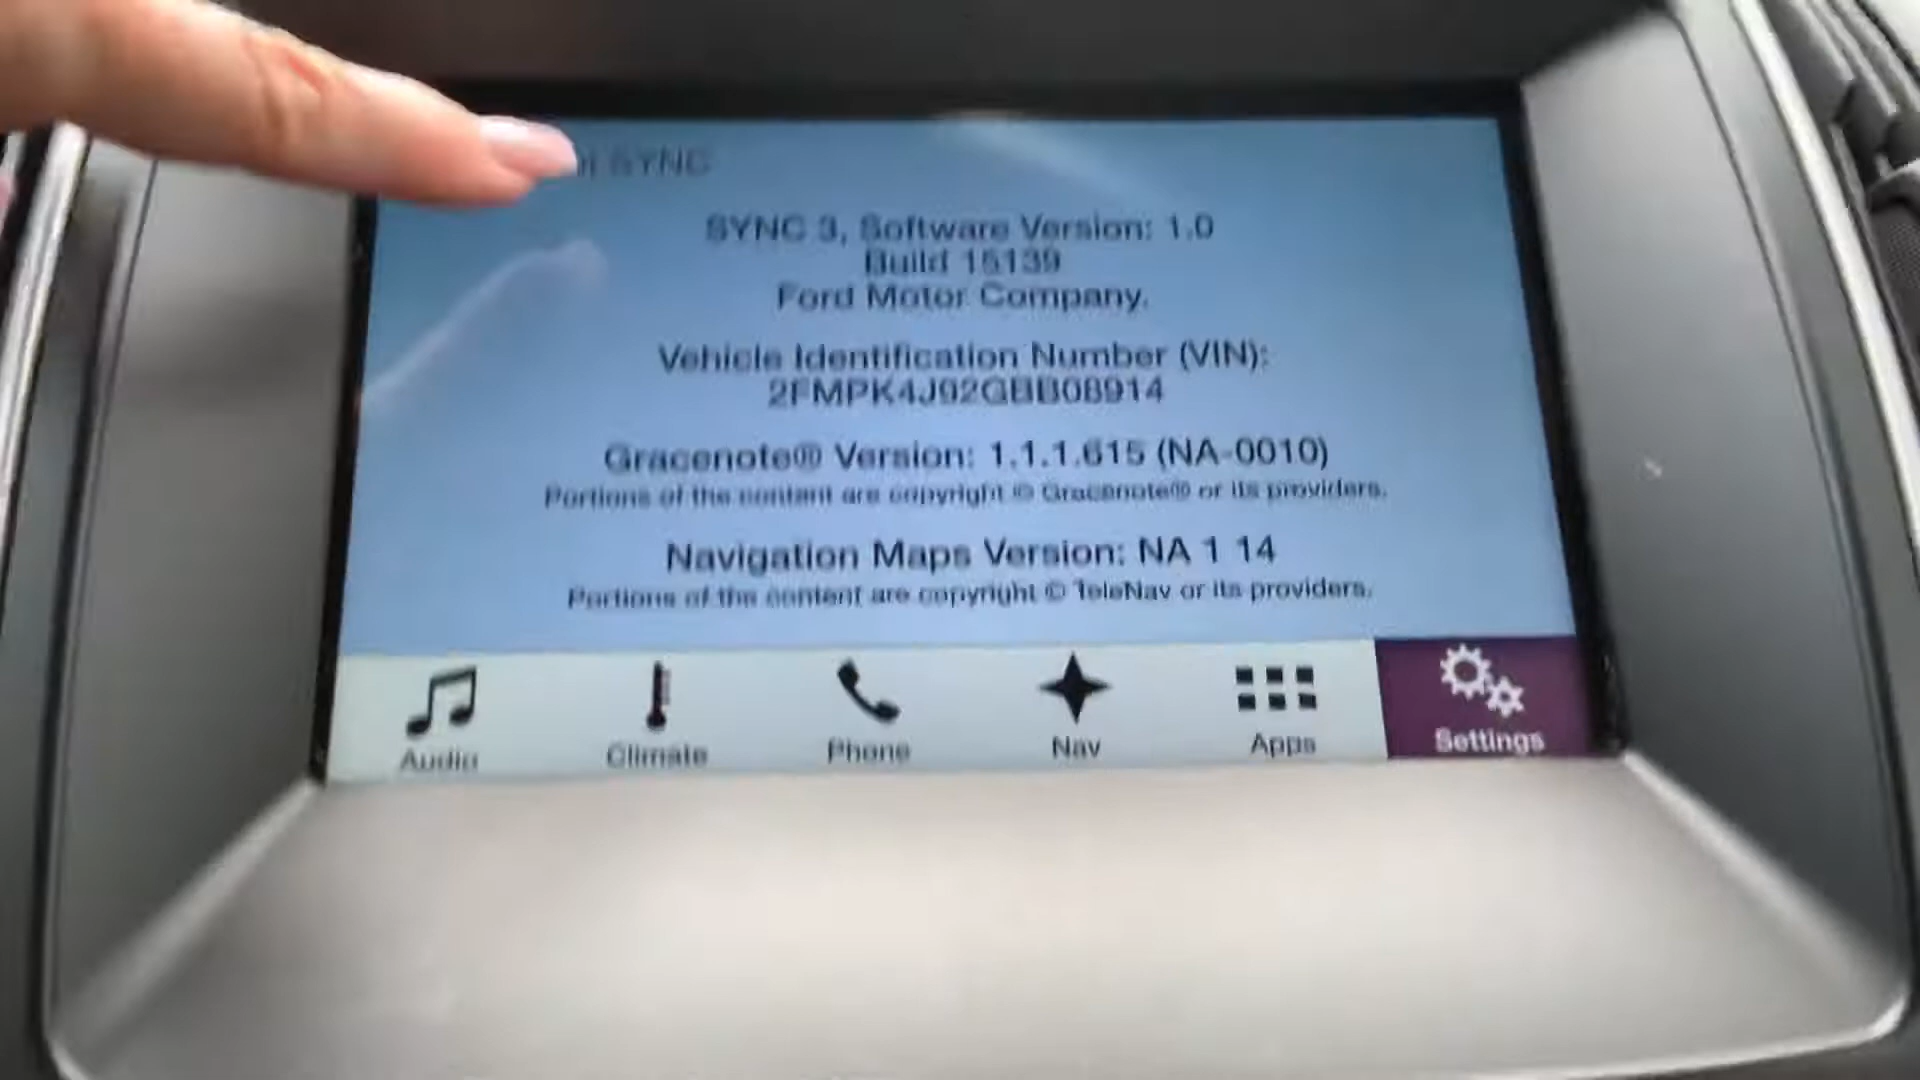 SYNC
SYNC 3, Software Version: 1.0
Build 15139
Ford Motor Company.
Vehicle Identification Number (VIN):
2FMPK4J92GBB08914
Gracenote® Version: 1.1.1.615 (NA-0010)
Portions of the content are copyright © Gracenote® or its providers.
Navigation Maps Version: NA 1 14
Portions of the content are copyright © TeleNav or its providers.
Audio
Climate
Phone
Nav
Apps
Settings